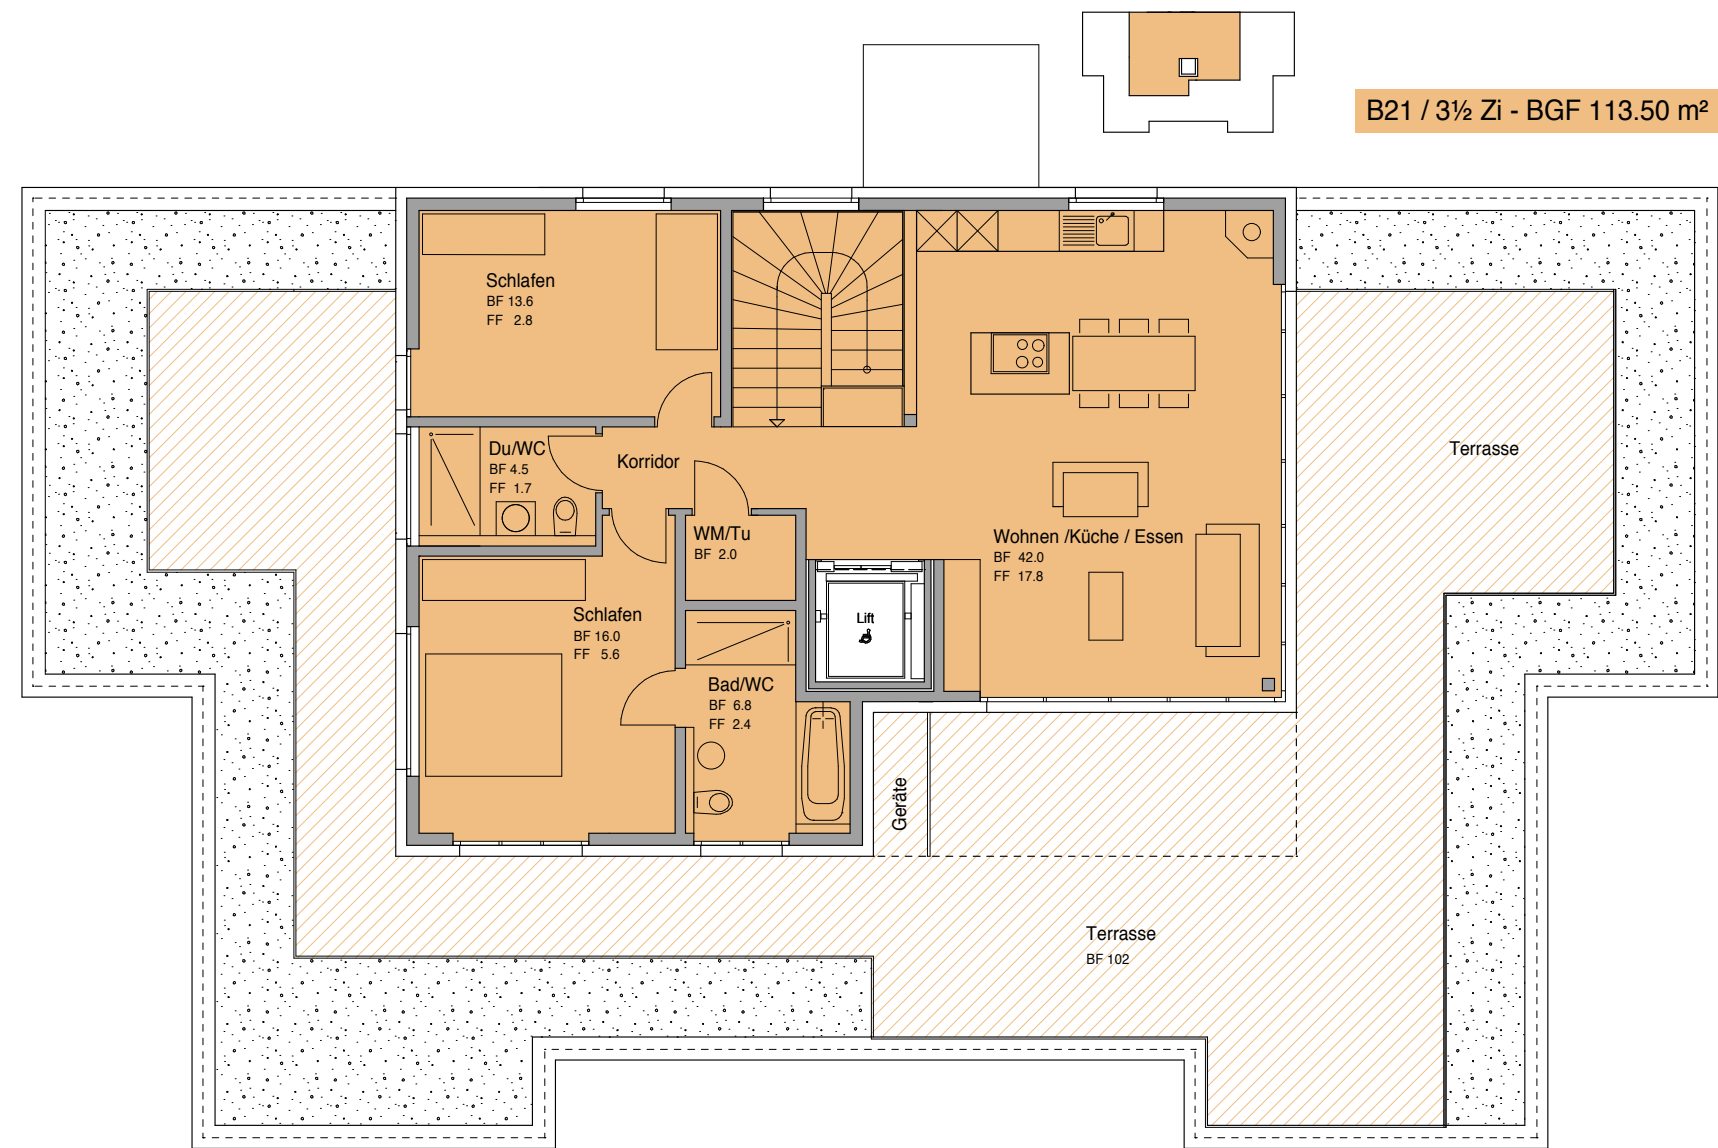 B21 / 3½ Zi - BGF 113.50 m²
Schlafen
BF 13.6
FF 2.8
Du/WC
BF 4.5
FF 1.7
Korridor
WM/Tu
BF 2.0
Wohnen /Küche / Essen
BF 42.0
FF 17.8
Terrasse
Schlafen
BF 16.0
FF 5.6
Lift
Bad/WC
BF 6.8
FF 2.4
Geräte
Terrasse
BF 102